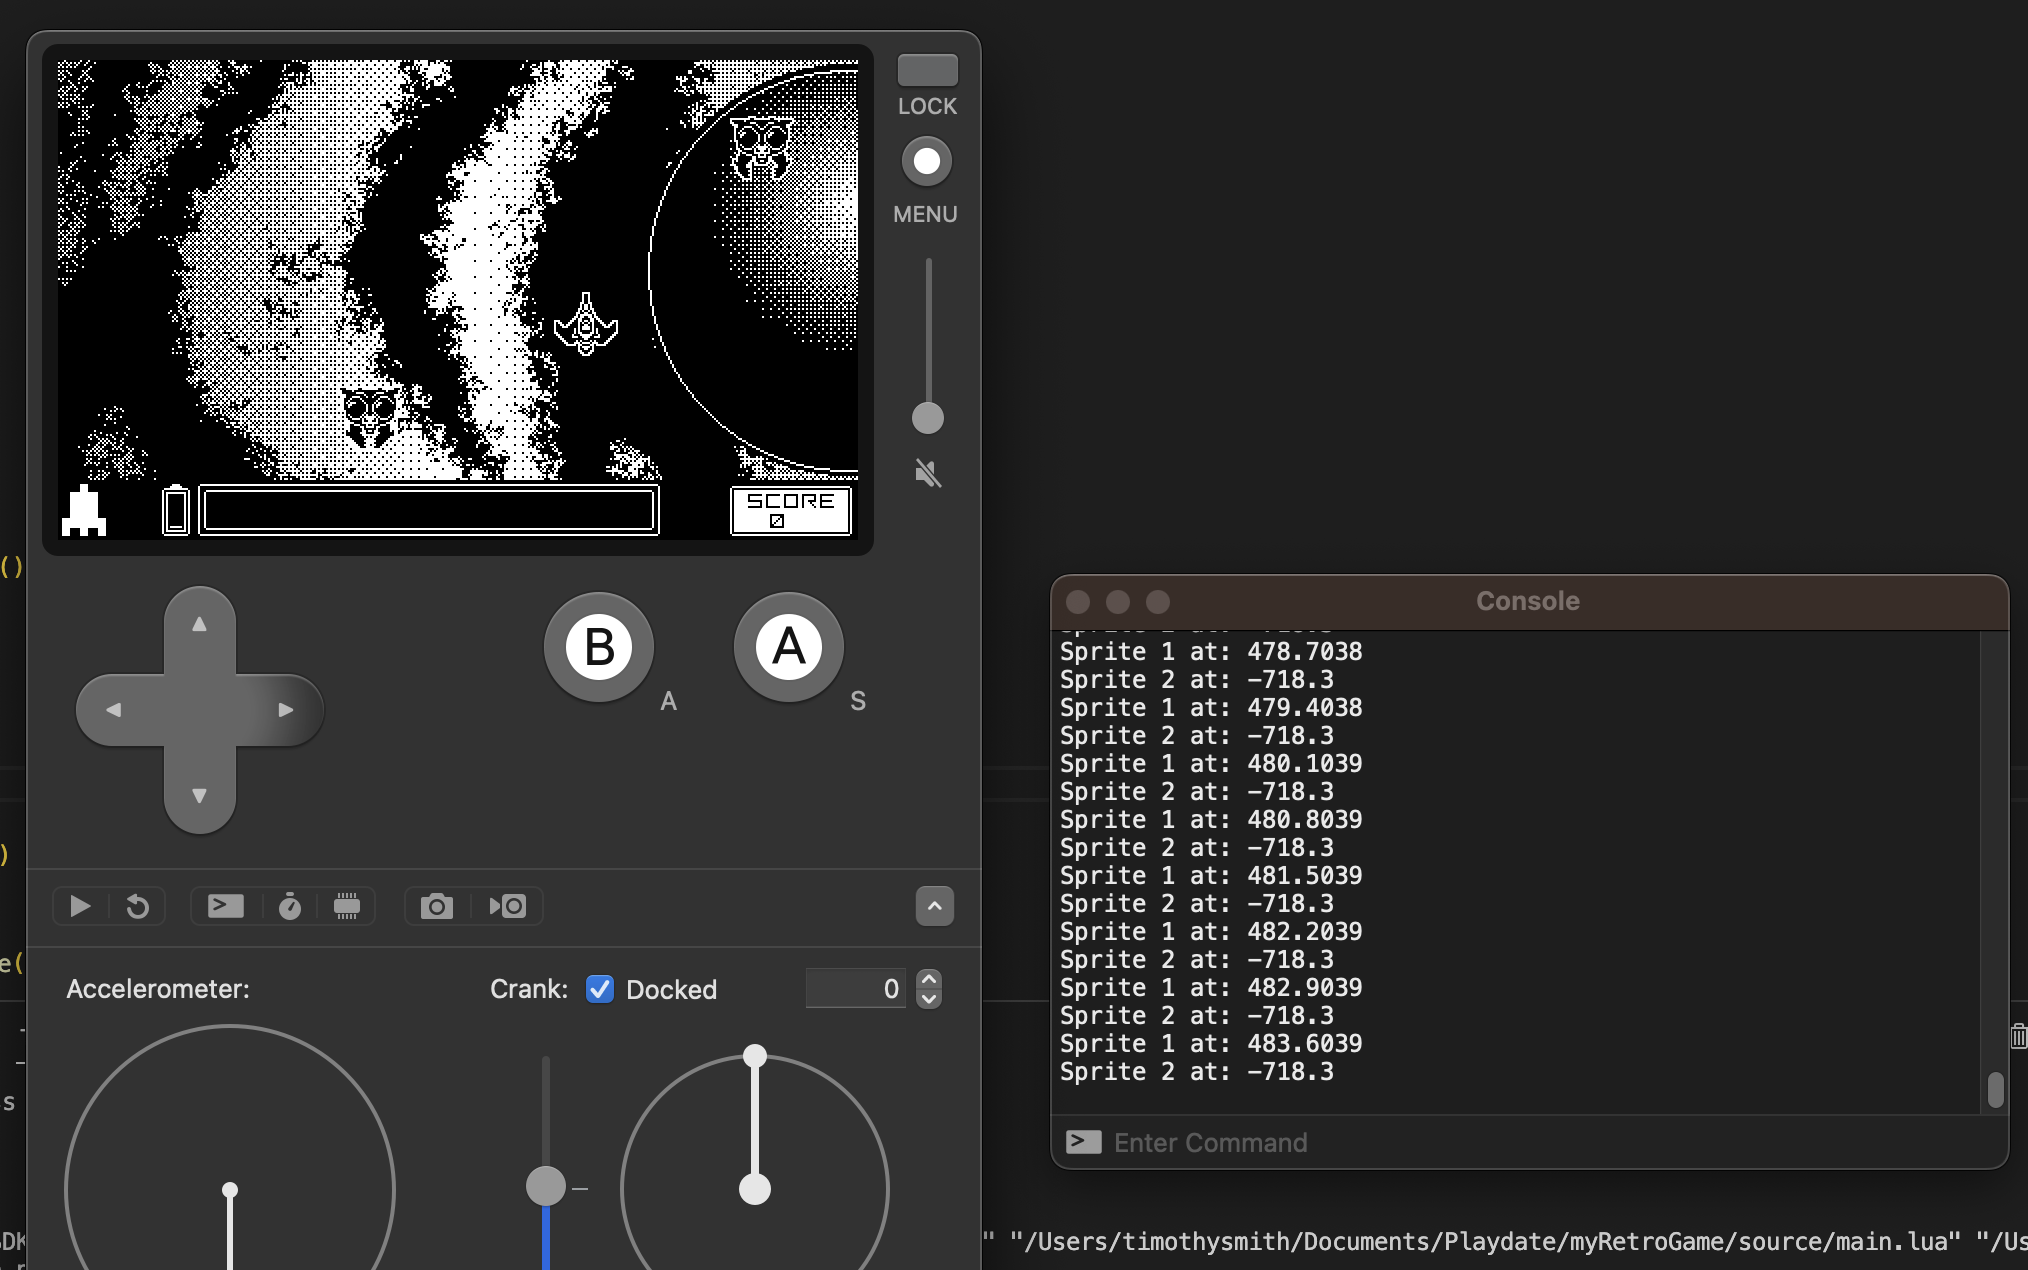 LOCK
MENU
SCORE
0
B
A
A
S
()
)
e(
s
Accelerometer:
Crank:
Docked
0
Console
Sprite 1 at: 478.7038
Sprite 2 at: -718.3
Sprite 1 at: 479.4038
Sprite 2 at: -718.3
Sprite 1 at: 480.1039
Sprite 2 at: -718.3
Sprite 1 at: 480.8039
Sprite 2 at: -718.3
Sprite 1 at: 481.5039
Sprite 2 at: -718.3
Sprite 1 at: 482.2039
Sprite 2 at: -718.3
Sprite 1 at: 482.9039
Sprite 2 at: -718.3
Sprite 1 at: 483.6039
Sprite 2 at: -718.3
Enter Command
" "/Users/timothysmith/Documents/Playdate/myRetroGame/source/main.lua" "/Us